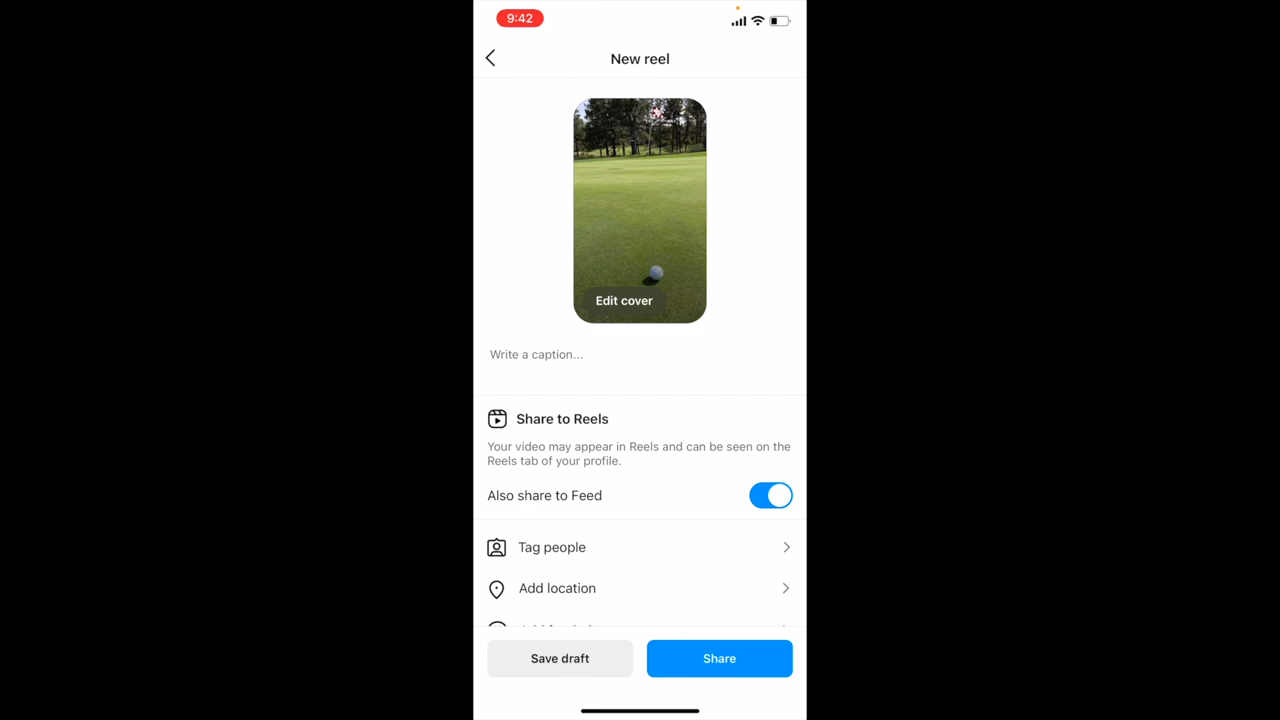 9:42
New reel
Edit cover
Write a caption...
Share to Reels
Your video may appear in Reels and can be seen on the
Reels tab of your profile.
Also share to Feed
Tag people
Add location
Save draft
Share